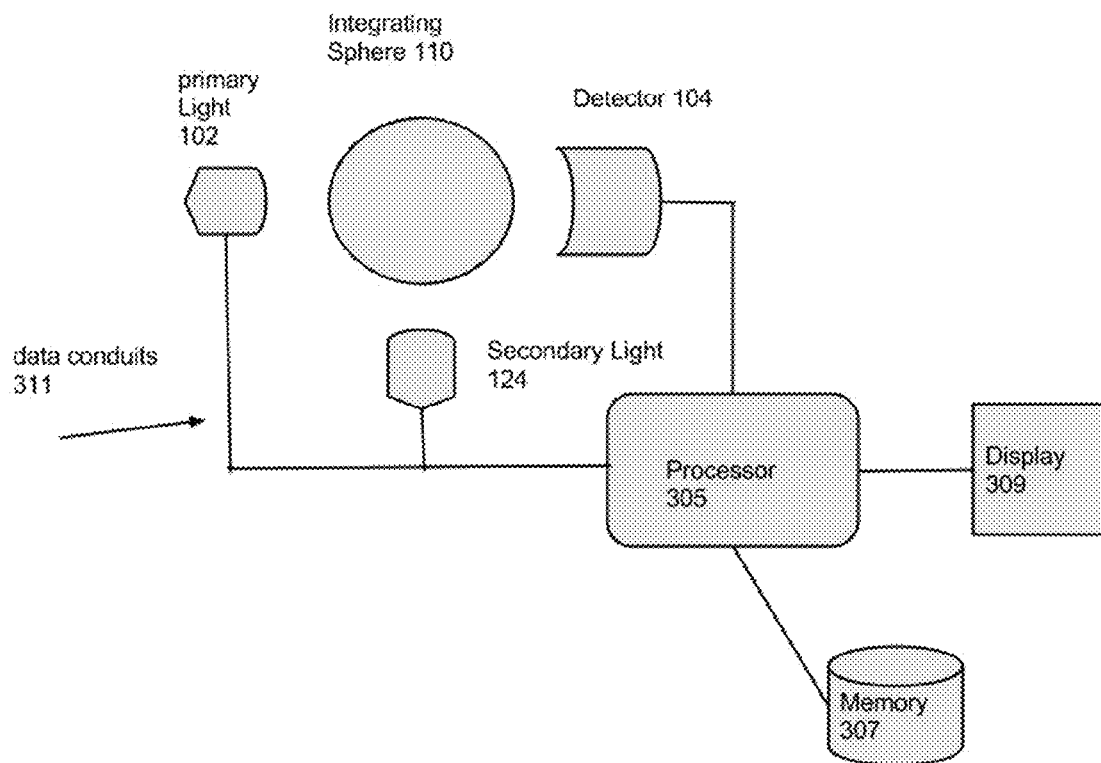 Integrating
Sphere 110
primary
Light
102
Detector 104
data conduits
311
Secondary Light
124
Processor
305
Display
309
Memory
307